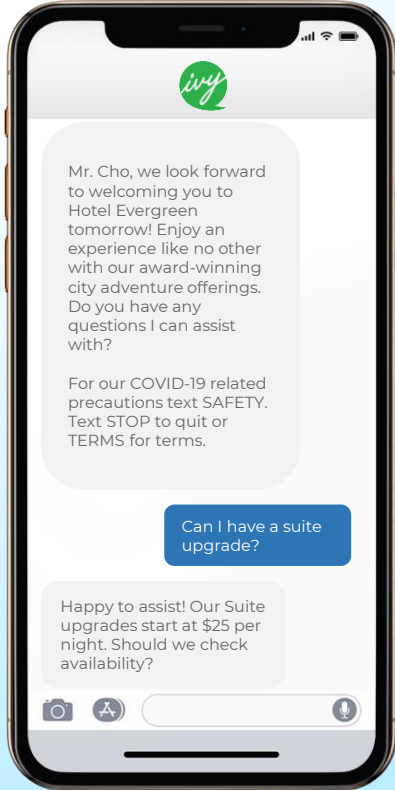 ivy
Mr. Cho, we look forward
to welcoming you to
Hotel Evergreen
tomorrow! Enjoy an
experience like no other
with our award-winning
city adventure offerings.
Do you have any
questions I can assist
with?
For our COVID-19 related
precautions text SAFETY.
Text STOP to quit or
TERMS for terms.
Can I have a suite
upgrade?
Happy to assist! Our Suite
upgrades start at $25 per
night. Should we check
availability?